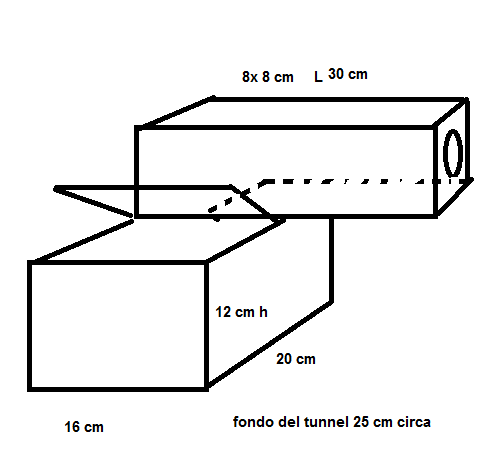 8x 8 cm L 30 cm
12 cm h
20 cm
16 cm
fondo del tunnel 25 cm circa